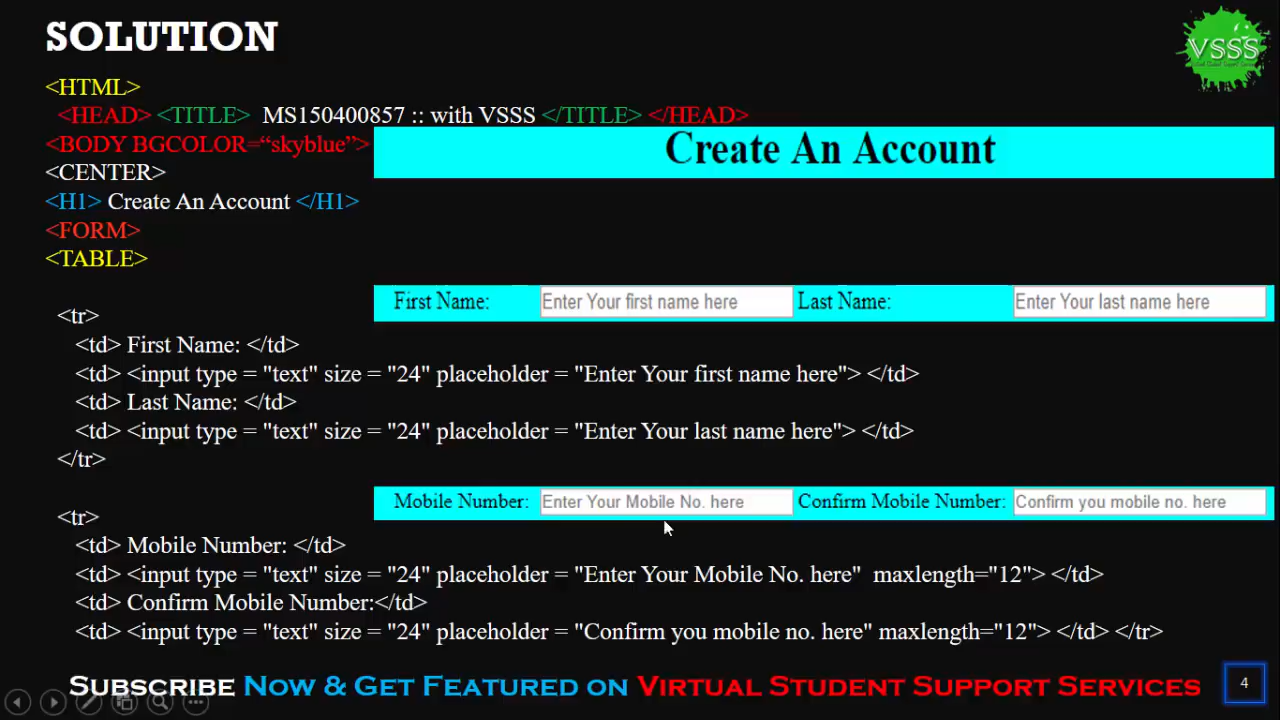 SOLUTION
VSSS
<HTML>
<HEAD> <TITLE> MS150400857 :: with VSSS </TITLE> </HEAD>
<BODY BGCOLOR=“skyblue”>
Create An Account
<CENTER>
<H1> Create An Account </H1>
<FORM>
<TABLE>
First Name: Enter Your first name here Last Name: Enter Your last name here
<tr>
<td> First Name: </td>
<td> <input type = "text" size = "24" placeholder = "Enter Your first name here"> </td>
<td> Last Name: </td>
<td> <input type = "text" size = "24" placeholder = "Enter Your last name here"> </td>
</tr>
Mobile Number: Enter Your Mobile No. here Confirm Mobile Number: Confirm you mobile no. here
<tr>
<td> Mobile Number: </td>
<td> <input type = "text" size = "24" placeholder = "Enter Your Mobile No. here"  maxlength="12"> </td>
<td> Confirm Mobile Number:</td>
<td> <input type = "text" size = "24" placeholder = "Confirm you mobile no. here" maxlength="12"> </td> </tr>
Subscribe Now & Get Featured on Virtual Student Support Services
4